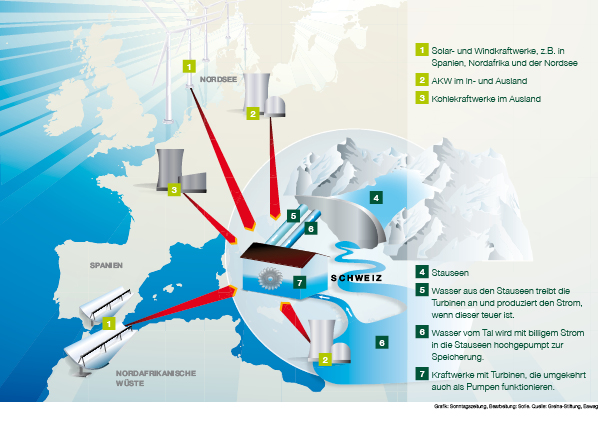 1 Solar- und Windkraftwerke, z.B. in
Spanien, Nordafrika und der Nordsee
2 AKW im In- und Ausland
3 Kohlekraftwerke im Ausland
1
NORDSEE
2
3
4
5
6
SCHWEIZ
7
SPANIEN
1
2
6
NORDAFRIKANISCHE
WÜSTE
4 Stauseen
5 Wasser aus den Stauseen treibt die
Turbinen an und produziert den Strom,
wenn dieser teuer ist.
6 Wasser vom Tal wird mit billigem Strom
in die Stauseen hochgepumpt zur
Speicherung.
7 Kraftwerke mit Turbinen, die umgekehrt
auch als Pumpen funktionieren.
Grafik: Sonntagszeitung, Bearbeitung: Sofie. Quelle: Greina-Stiftung, Eawag